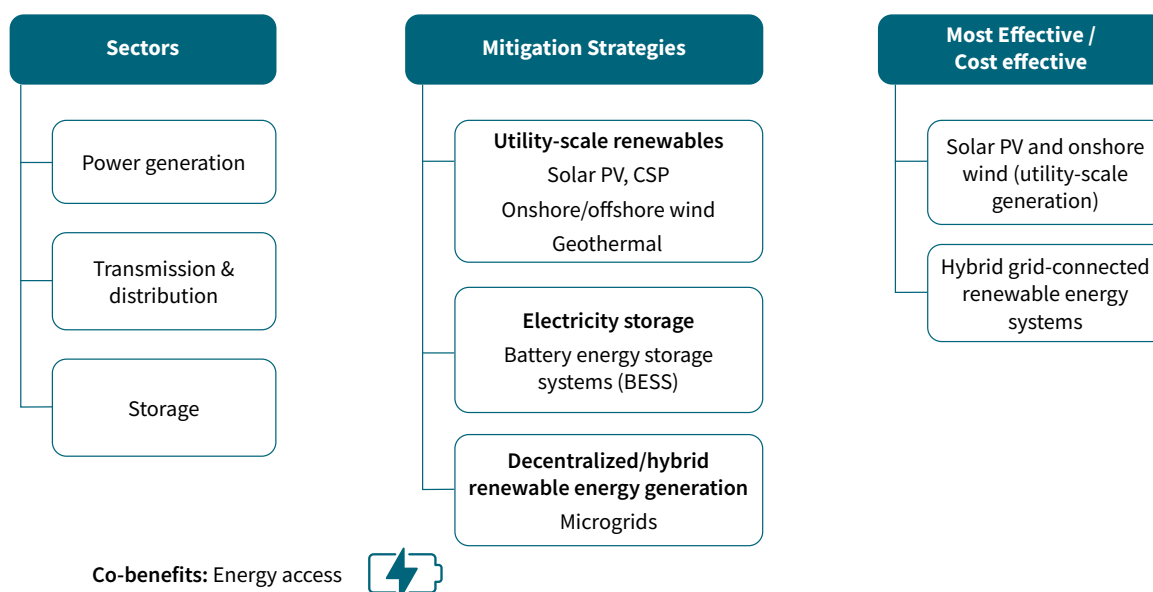 Sectors
Power generation
Transmission &
distribution
Storage
Mitigation Strategies
Utility-scale renewables
Solar PV, CSP
Onshore/offshore wind
Geothermal
Electricity storage
Battery energy storage
systems (BESS)
Decentralized/hybrid
renewable energy generation
Microgrids
Most Effective /
Cost effective
Solar PV and onshore
wind (utility-scale
generation)
Hybrid grid-connected
renewable energy
systems
Co-benefits: Energy access